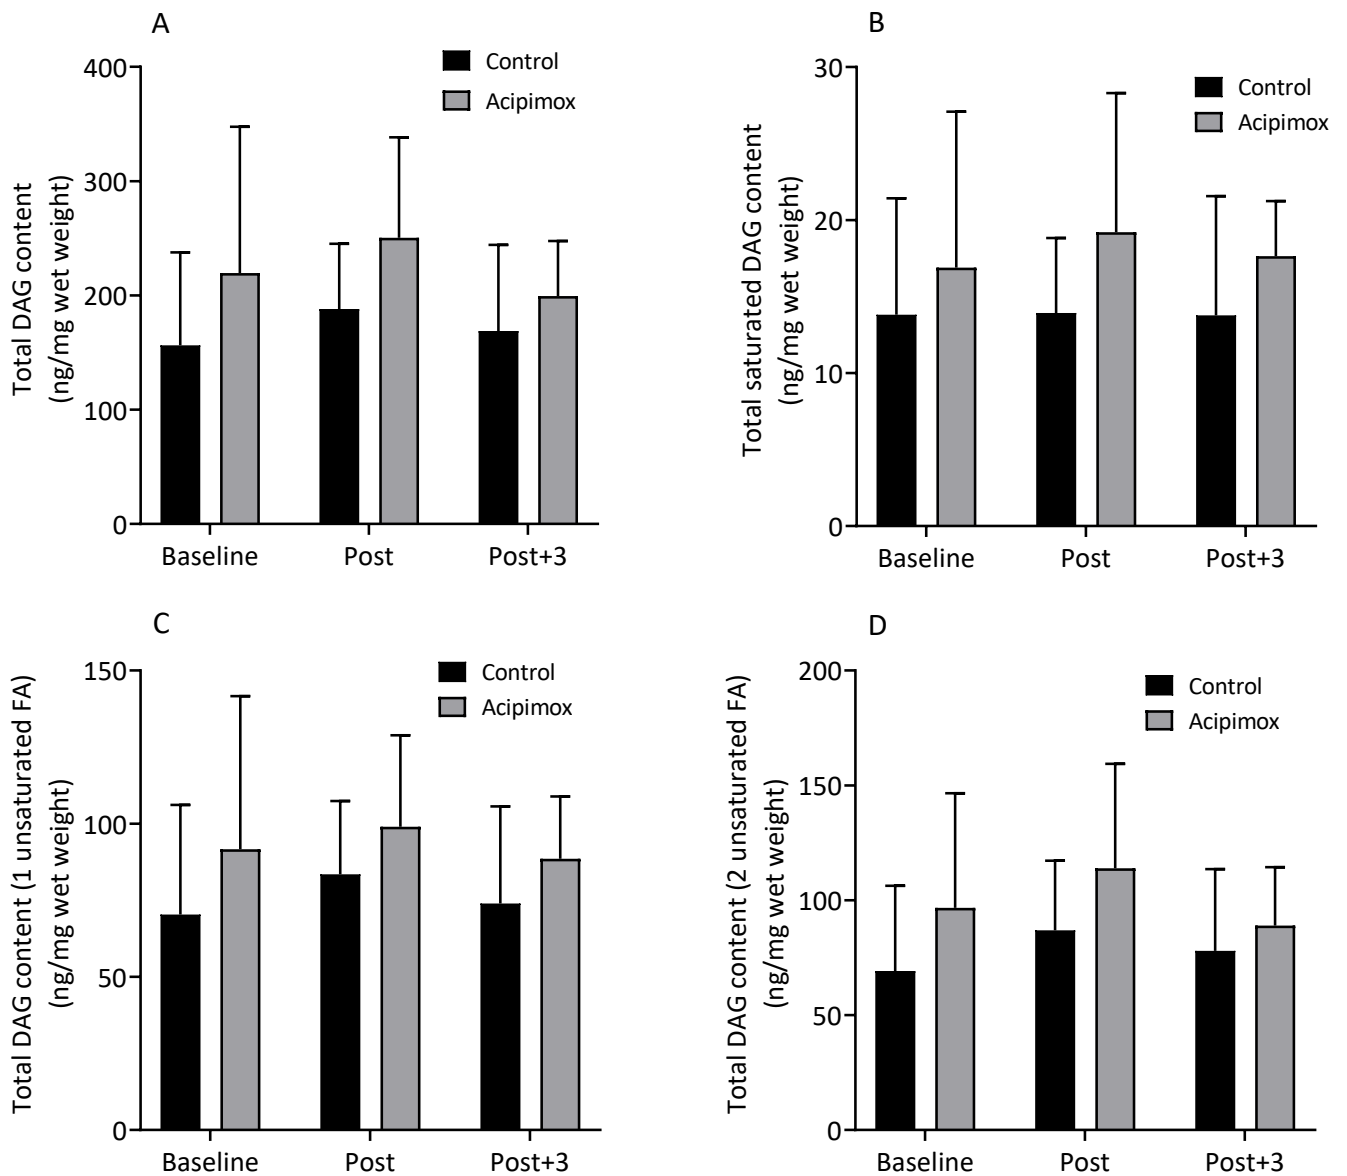 A
Total DAG content
(ng/mg wet weight)
400
300
200
100
0
Control
Acipimox
Baseline
Post
Post+3
B
Total saturated DAG content
(ng/mg wet weight)
30
20
10
0
Control
Acipimox
Baseline
Post
Post+3
C
Total DAG content (1 unsaturated FA)
(ng/mg wet weight)
150
100
50
0
Control
Acipimox
Baseline
Post
Post+3
D
Total DAG content (2 unsaturated FA)
(ng/mg wet weight)
200
150
100
50
0
Control
Acipimox
Baseline
Post
Post+3